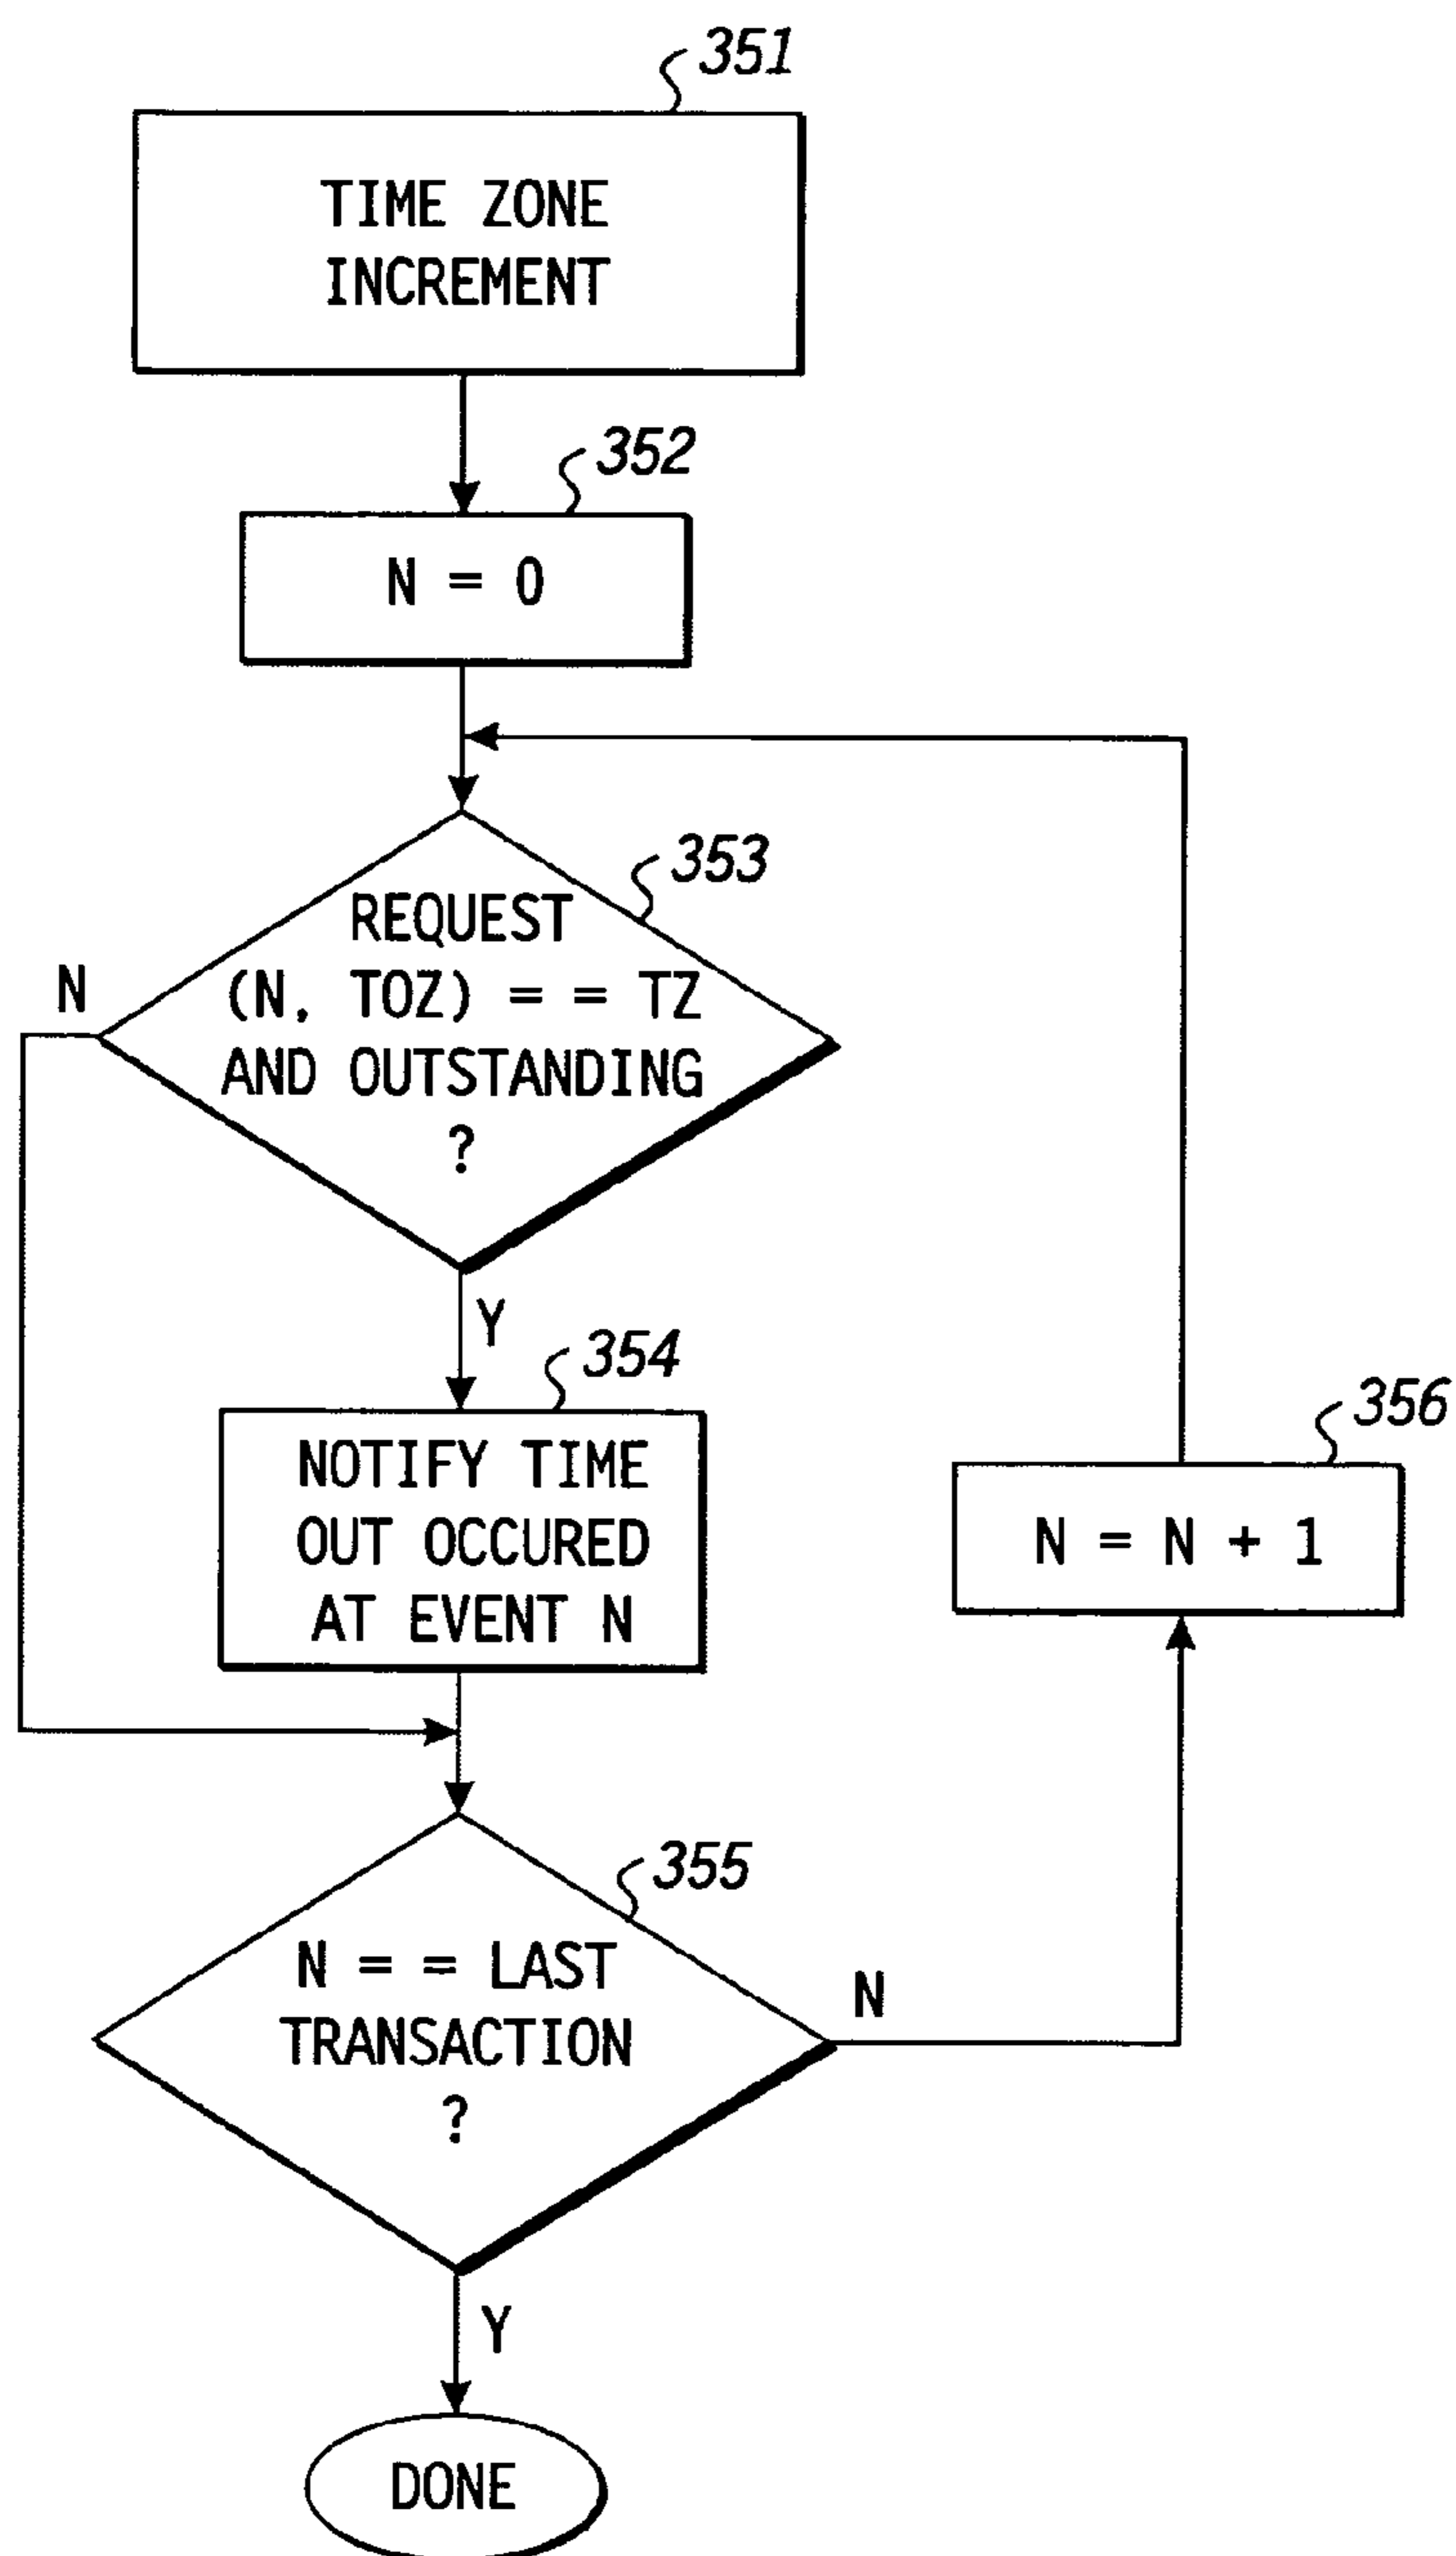 351
TIME ZONE
INCREMENT
352
N = 0
353
REQUEST
(N, TOZ) = = TZ
AND OUTSTANDING
?
N
Y
354
NOTIFY TIME
OUT OCCURED
AT EVENT N
356
N = N + 1
355
N = = LAST
TRANSACTION
?
N
Y
DONE